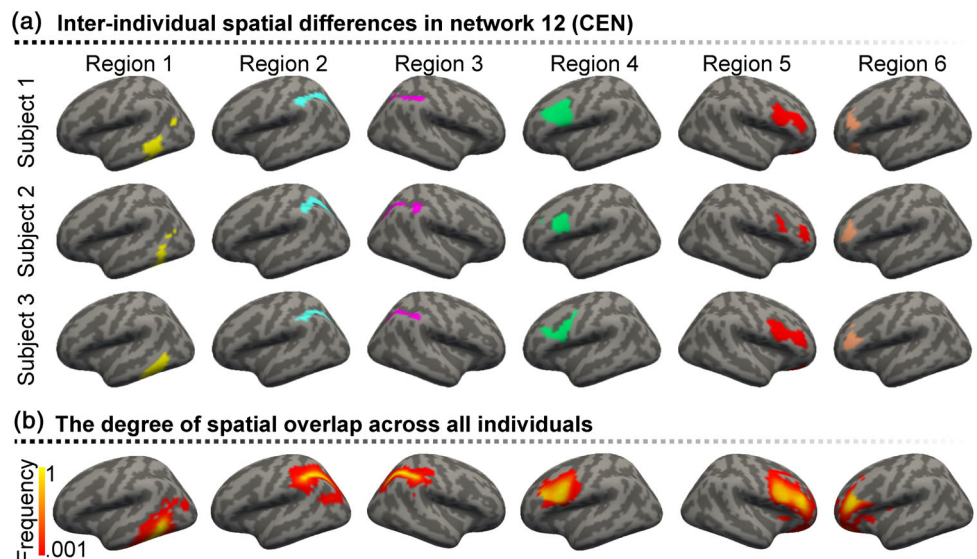 (a) Inter-individual spatial differences in network 12 (CEN)
Region 1 Region 2 Region 3 Region 4 Region 5 Region 6
Subject 1
Subject 2
Subject 3
(b) The degree of spatial overlap across all individuals
Frequency
1
.001